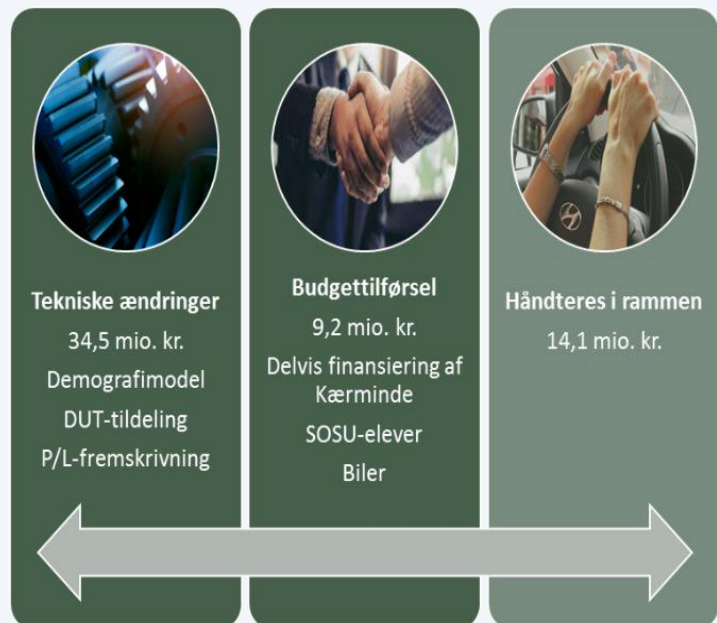 Tekniske ændringer
34,5 mio. kr.
Demografimodel
DUT-tildeling
P/L-fremskrivning
Budgettilførsel
9,2 mio. kr.
Delvis finansiering af
Kærminde
SOSU-elever
Biler
Håndteres i rammen
14,1 mio. kr.